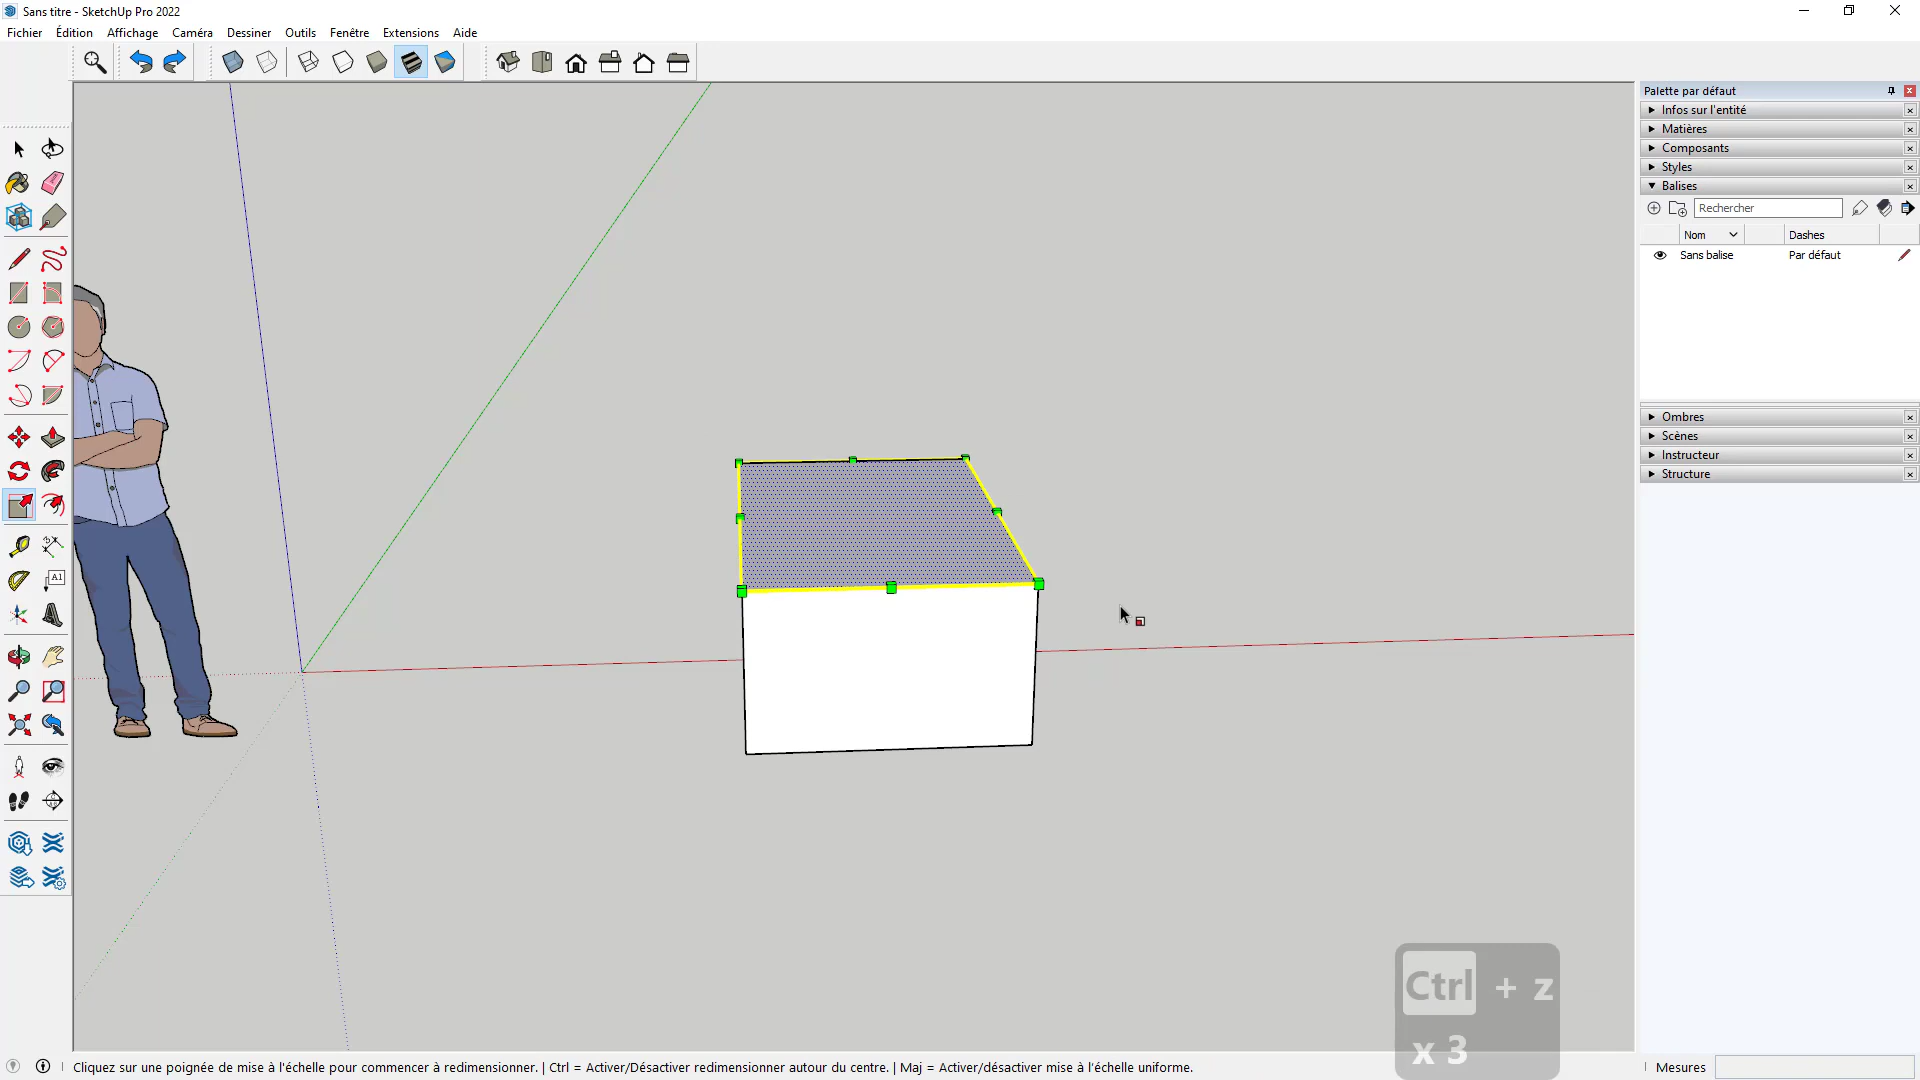 Sans titre - SketchUp Pro 2022
Fichier Édition Affichage Caméra Dessiner Outils Fenêtre Extensions Aide
Palette par défaut
Infos sur l'entité
Matières
Composants
Styles
Balises
Rechercher
Nom Dashes
Sans balise Par défaut
Ombres
Scènes
Instructeur
Structure
A1
Ctrl + z
x 3
Cliquez sur une poignée de mise à l'échelle pour commencer à redimensionner. | Ctrl = Activer/Désactiver redimensionner autour du centre. | Maj = Activer/désactiver mise à l'échelle uniforme.
Mesures